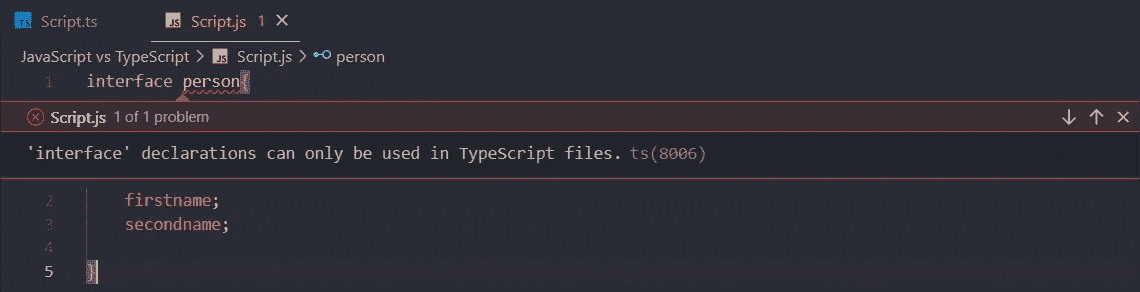 TS Script.ts JS Script.js 1 ×
JavaScript vs TypeScript > JS Script.js > person
1 interface person{
Script.js 1 of 1 problem
'interface' declarations can only be used in TypeScript files. ts(8006)
2 firstname;
3 secondname;
4
5 }